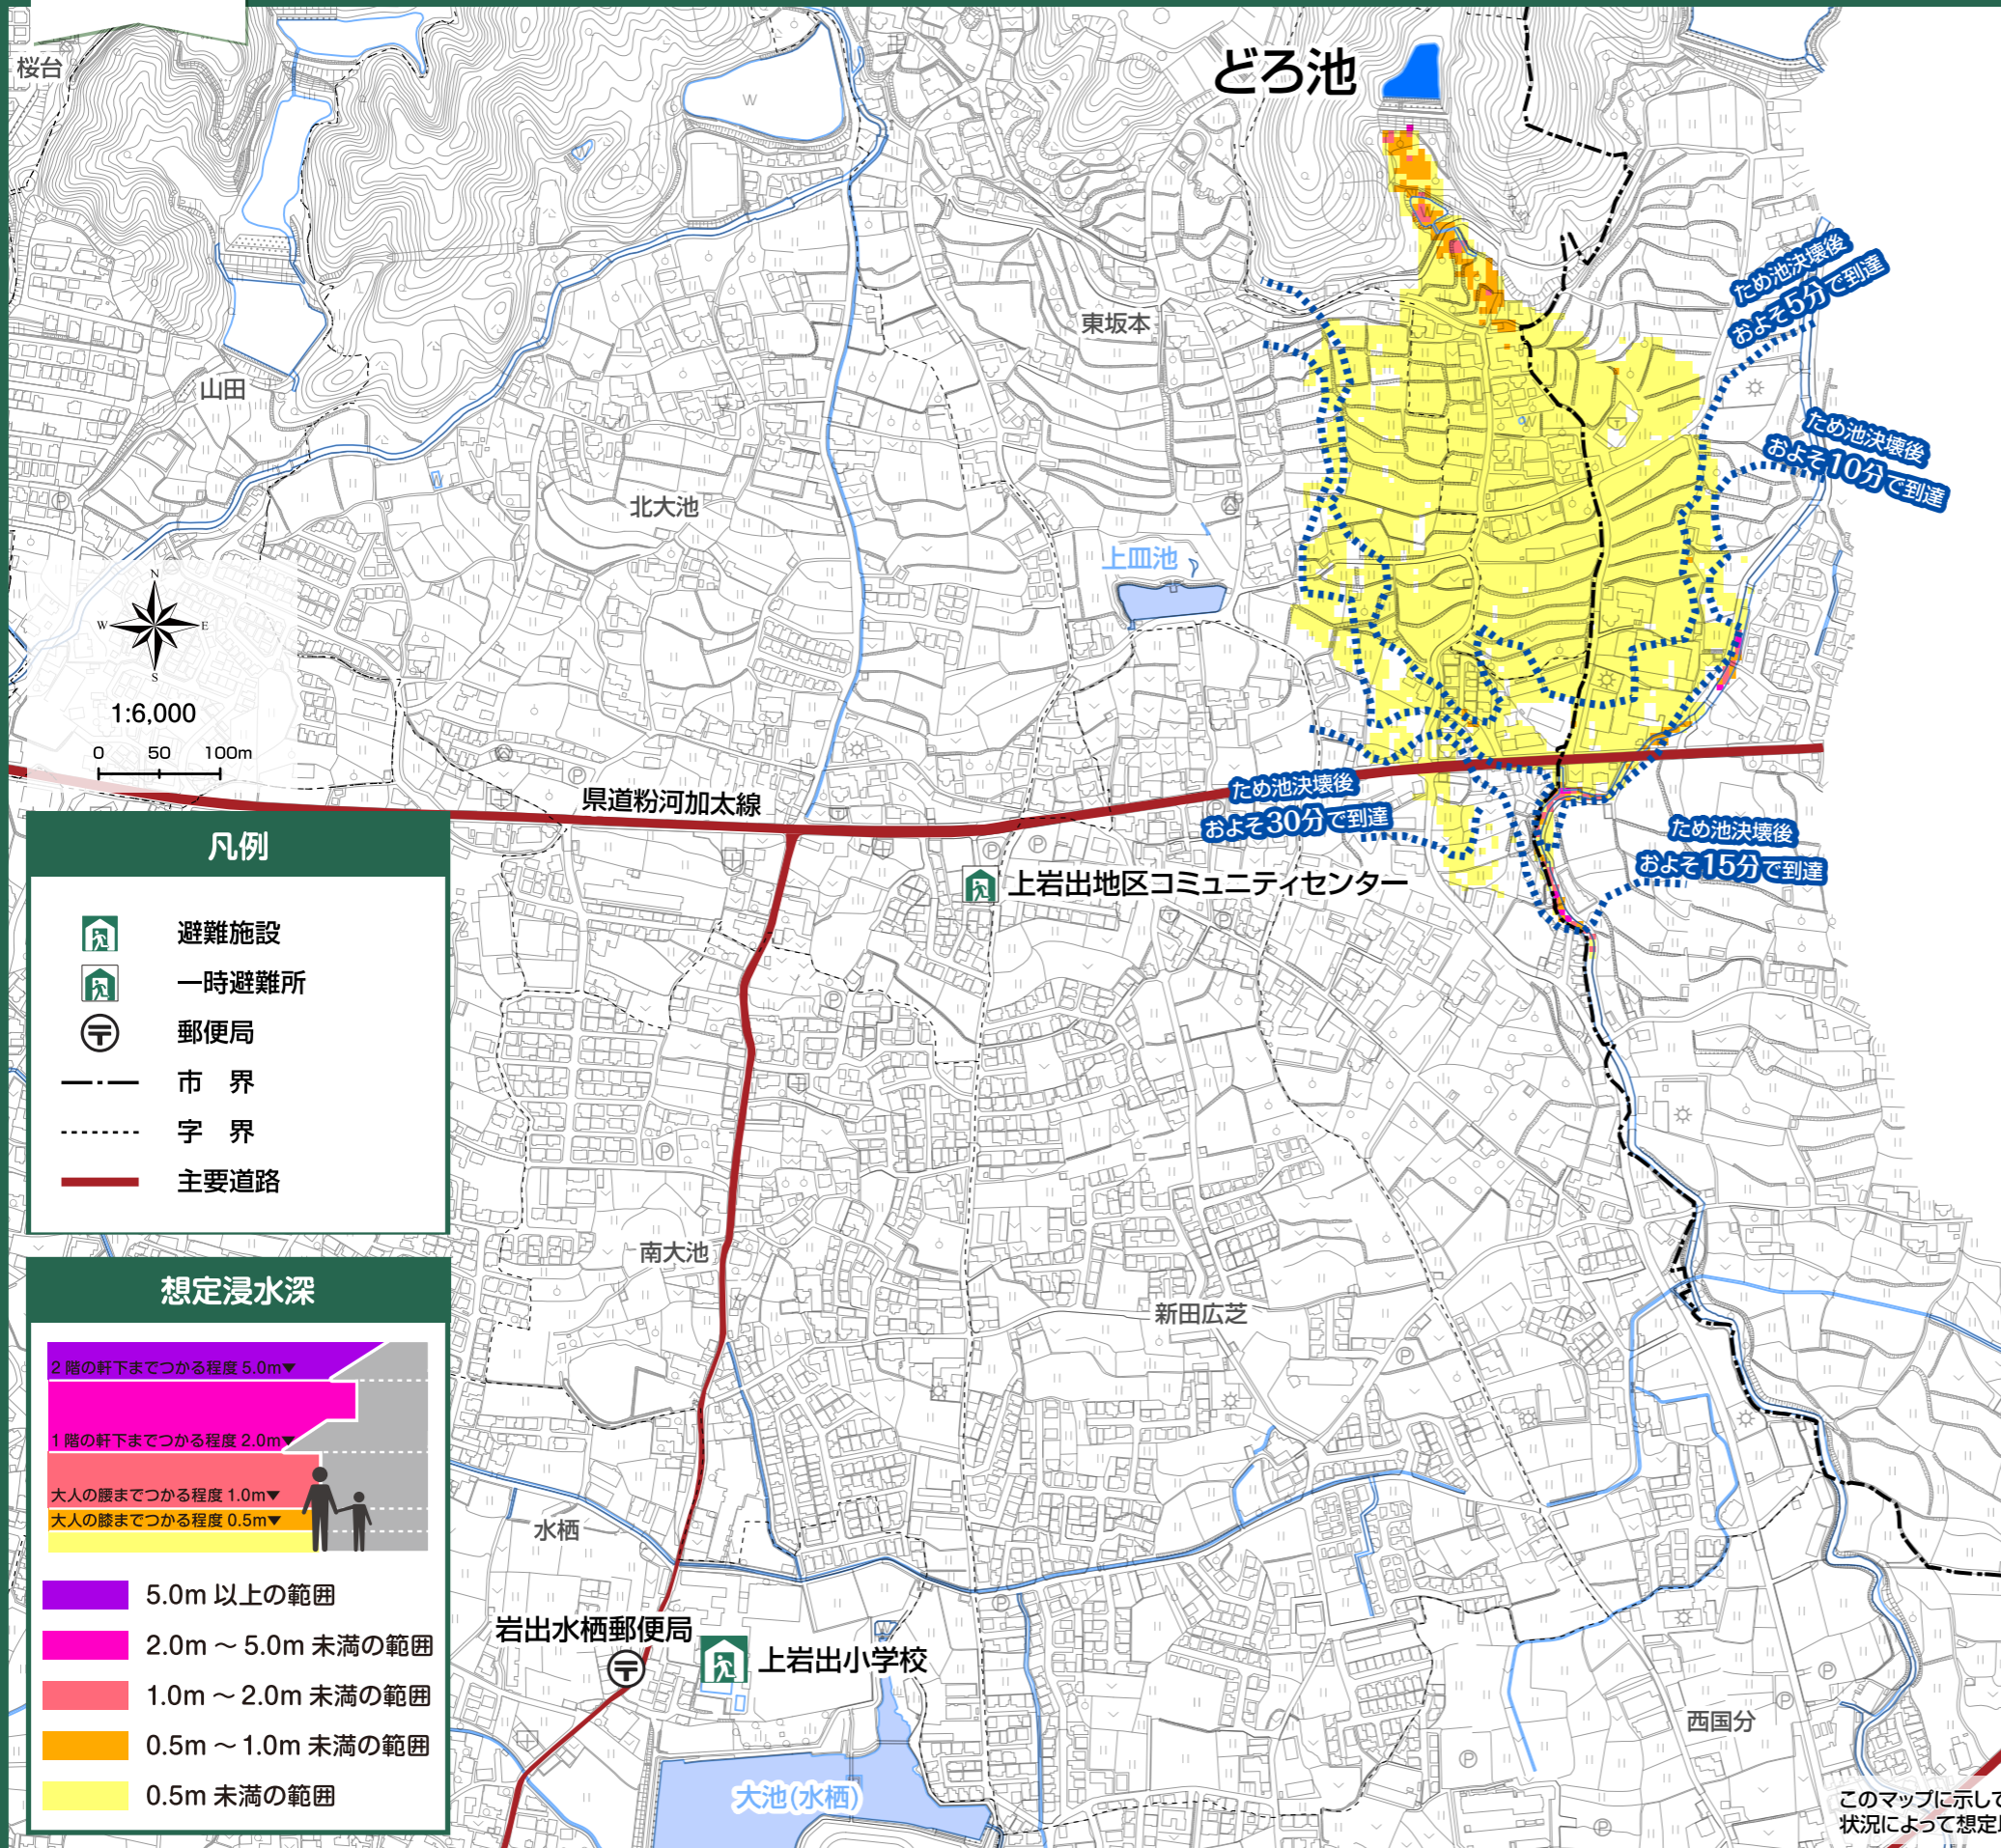 桜台
どろ池
ため池決壊後
およそ5分で到達
東坂本
山田
ため池決壊後
およそ10分で到達
北大池
上皿池
N
W
E
S
1:6,000
0 50 100m
県道粉河加太線
ため池決壊後
およそ30分で到達
ため池決壊後
およそ15分で到達
上岩出地区コミュニティセンター
凡例
避難施設
一時避難所
郵便局
市 界
字 界
主要道路
南大池
新田広芝
想定浸水深
2階の軒下までつかる程度 5.0m▼
1階の軒下までつかる程度 2.0m▼
大人の腰までつかる程度 1.0m▼
大人の膝までつかる程度 0.5m▼
5.0m 以上の範囲
2.0m ～ 5.0m 未満の範囲
1.0m ～ 2.0m 未満の範囲
0.5m ～ 1.0m 未満の範囲
0.5m 未満の範囲
水栖
岩出水栖郵便局
上岩出小学校
大池(水栖)
西国分
このマップに示して
状況によって想定